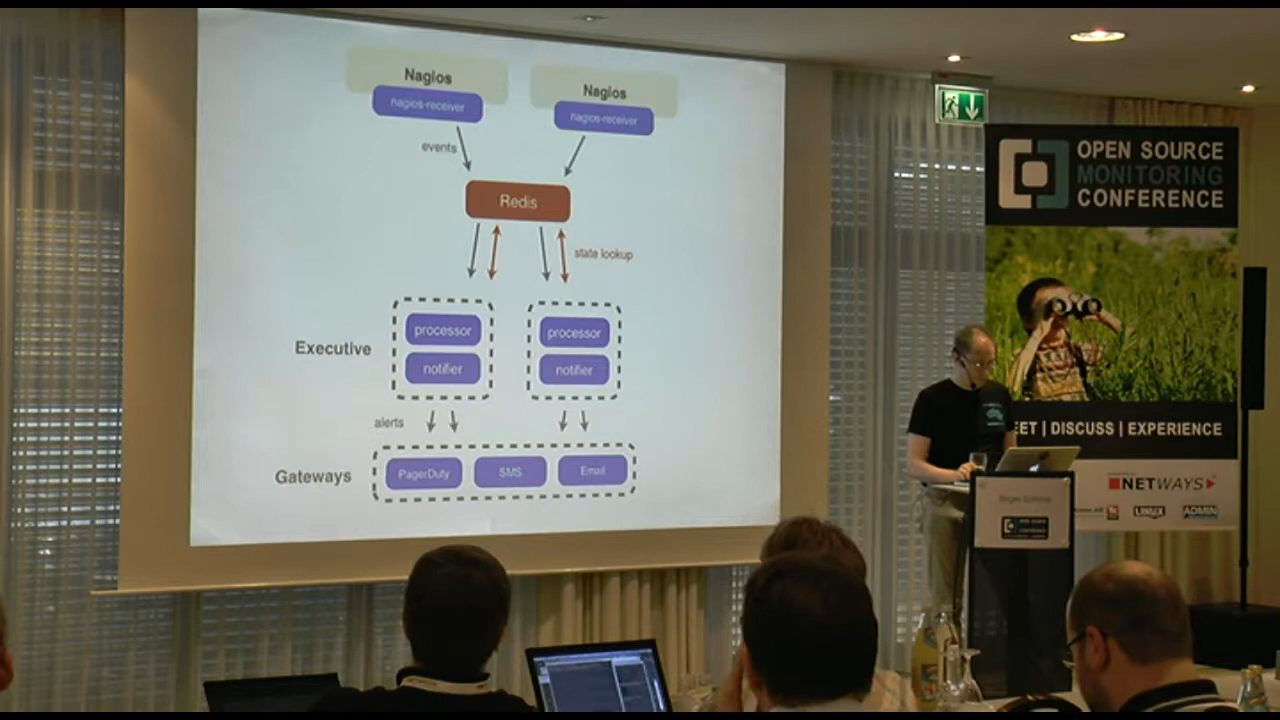 Nagios
nagios-receiver
Nagios
nagios-receiver
events
Redis
state lookup
Executive
processor
notifier
processor
notifier
alerts
Gateways
PagerDuty
SMS
Email
OPEN SOURCE
MONITORING
CONFERENCE
EET | DISCUSS | EXPERIENCE
NETWAYS
LINUX
ADMIN